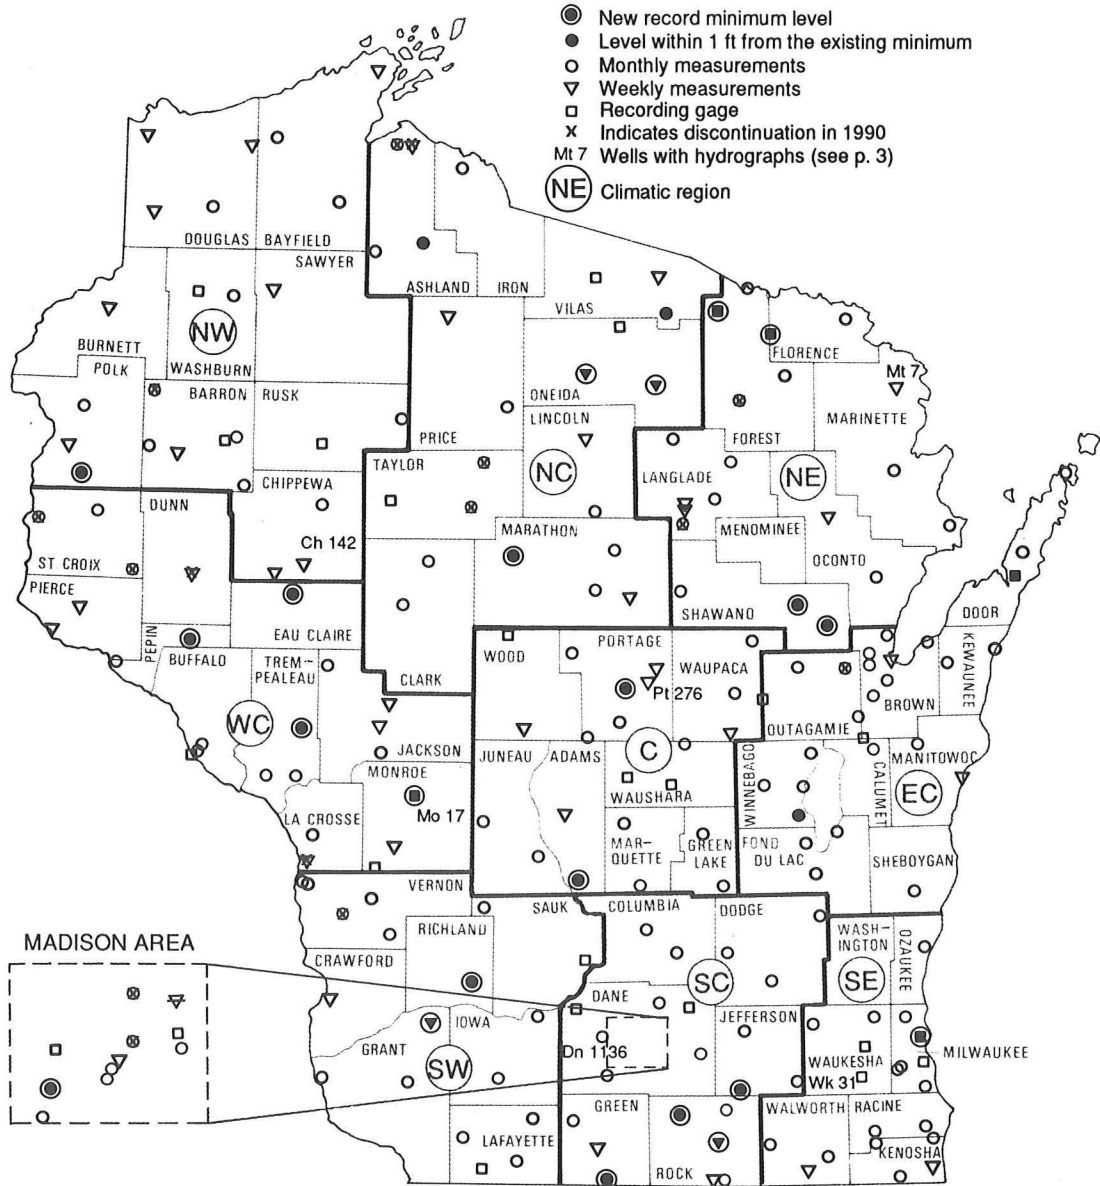 New record minimum level
Level within 1 ft from the existing minimum
Monthly measurements
Weekly measurements
Recording gage
x Indicates discontinuation in 1990
Mt 7 Wells with hydrographs (see p. 3)
NE Climatic region
DOUGLAS
BAYFIELD
SAWYER
ASHLAND
IRON
VILAS
NW
BURNETT
WASHBURN
FLORENCE
POLK
BARRON
RUSK
ONEIDA
Mt 7
MARINETTE
LINCOLN
PRICE
FOREST
TAYLOR
NC
LANGLADE
NE
CHIPPEWA
DUNN
MENOMINEE
MARATHON
Ch 142
ST CROIX
OCONTO
PIERCE
SHAWANO
DOOR
PEPIN
EAU CLAIRE
BUFFALO
TREM-
PEALEAU
WOOD
PORTAGE
WAUPACA
KEWAUNEE
CLARK
Pt 276
BROWN
WC
OUTAGAMIE
JACKSON
JUNEAU
ADAMS
C
MANITOWOC
MONROE
WINNEBAGO
CALUMET
EC
WAUSHARA
Mo 17
LA CROSSE
MAR-
QUETTE
GREEN
LAKE
FOND
DU LAC
SHEBOYGAN
VERNON
SAUK
COLUMBIA
DODGE
RICHLAND
WASH-
INGTON
OZAUKEE
MADISON AREA
CRAWFORD
SC
SE
DANE
IOWA
JEFFERSON
GRANT
Dn 1136
WAUKESHA
MILWAUKEE
SW
Wk 31
GREEN
WALWORTH
RACINE
LAFAYETTE
KENOSHA
ROCK